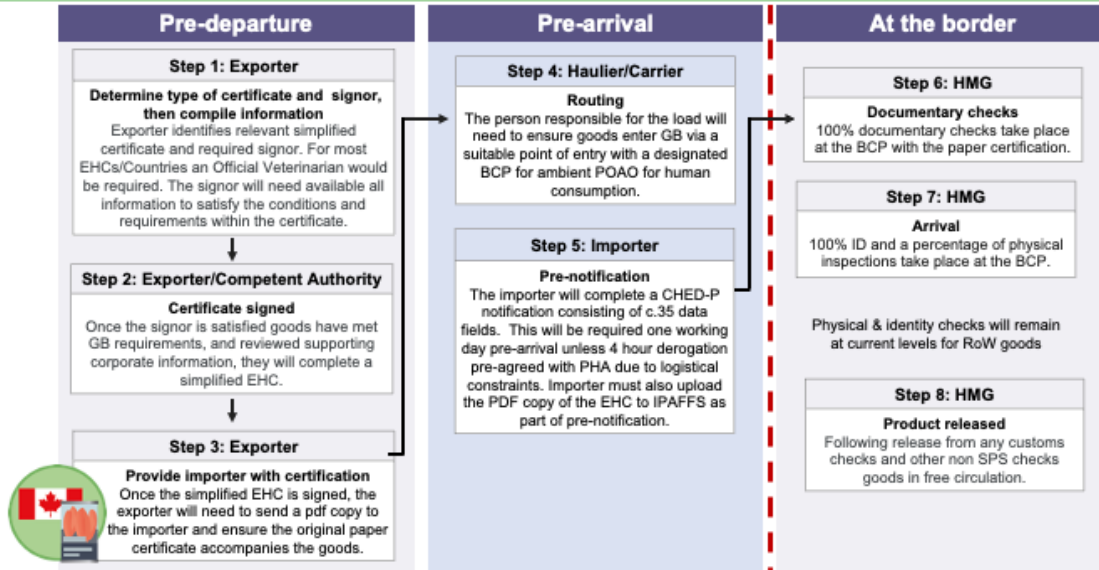 Pre-departure
Step 1: Exporter
Determine type of certificate and signor,
then compile information
Exporter identifies relevant simplified
certificate and required signor. For most
EHCs/Countries an Official Veterinarian would
be required. The signor will need available all
information to satisfy the conditions and
requirements within the certificate.
Step 2: Exporter/Competent Authority
Certificate signed
Once the signor is satisfied goods have met
GB requirements, and reviewed supporting
corporate information, they will complete a
simplified EHC.
Step 3: Exporter
Provide importer with certification
Once the simplified EHC is signed, the
exporter will need to send a pdf copy to
the importer and ensure the original paper
certificate accompanies the goods.
Pre-arrival
Step 4: Haulier/Carrier
Routing
The person responsible for the load will
need to ensure goods enter GB via a
suitable point of entry with a designated
BCP for ambient POAO for human
consumption.
Step 5: Importer
Pre-notification
The importer will complete a CHED-P
notification consisting of c.35 data
fields. This will be required one working
day pre-arrival unless 4 hour derogation
pre-agreed with PHA due to logistical
constraints. Importer must also upload
the PDF copy of the EHC to IPAFFS as
part of pre-notification.
At the border
Step 6: HMG
Documentary checks
100% documentary checks take place
at the BCP with the paper certification.
Step 7: HMG
Arrival
100% ID and a percentage of physical
inspections take place at the BCP.
Physical & identity checks will remain
at current levels for RoW goods
Step 8: HMG
Product released
Following release from any customs
checks and other non SPS checks
goods in free circulation.